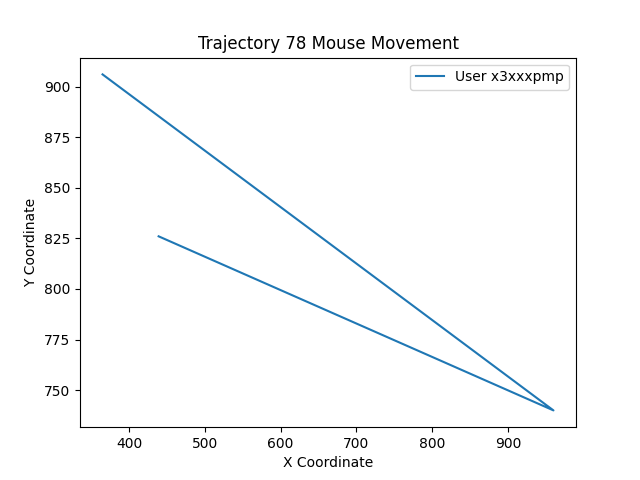 Trajectory 78 Mouse Movement
User x3xxxpmp
Y Coordinate
900
875
850
825
800
775
750
400 500 600 700 800 900
X Coordinate